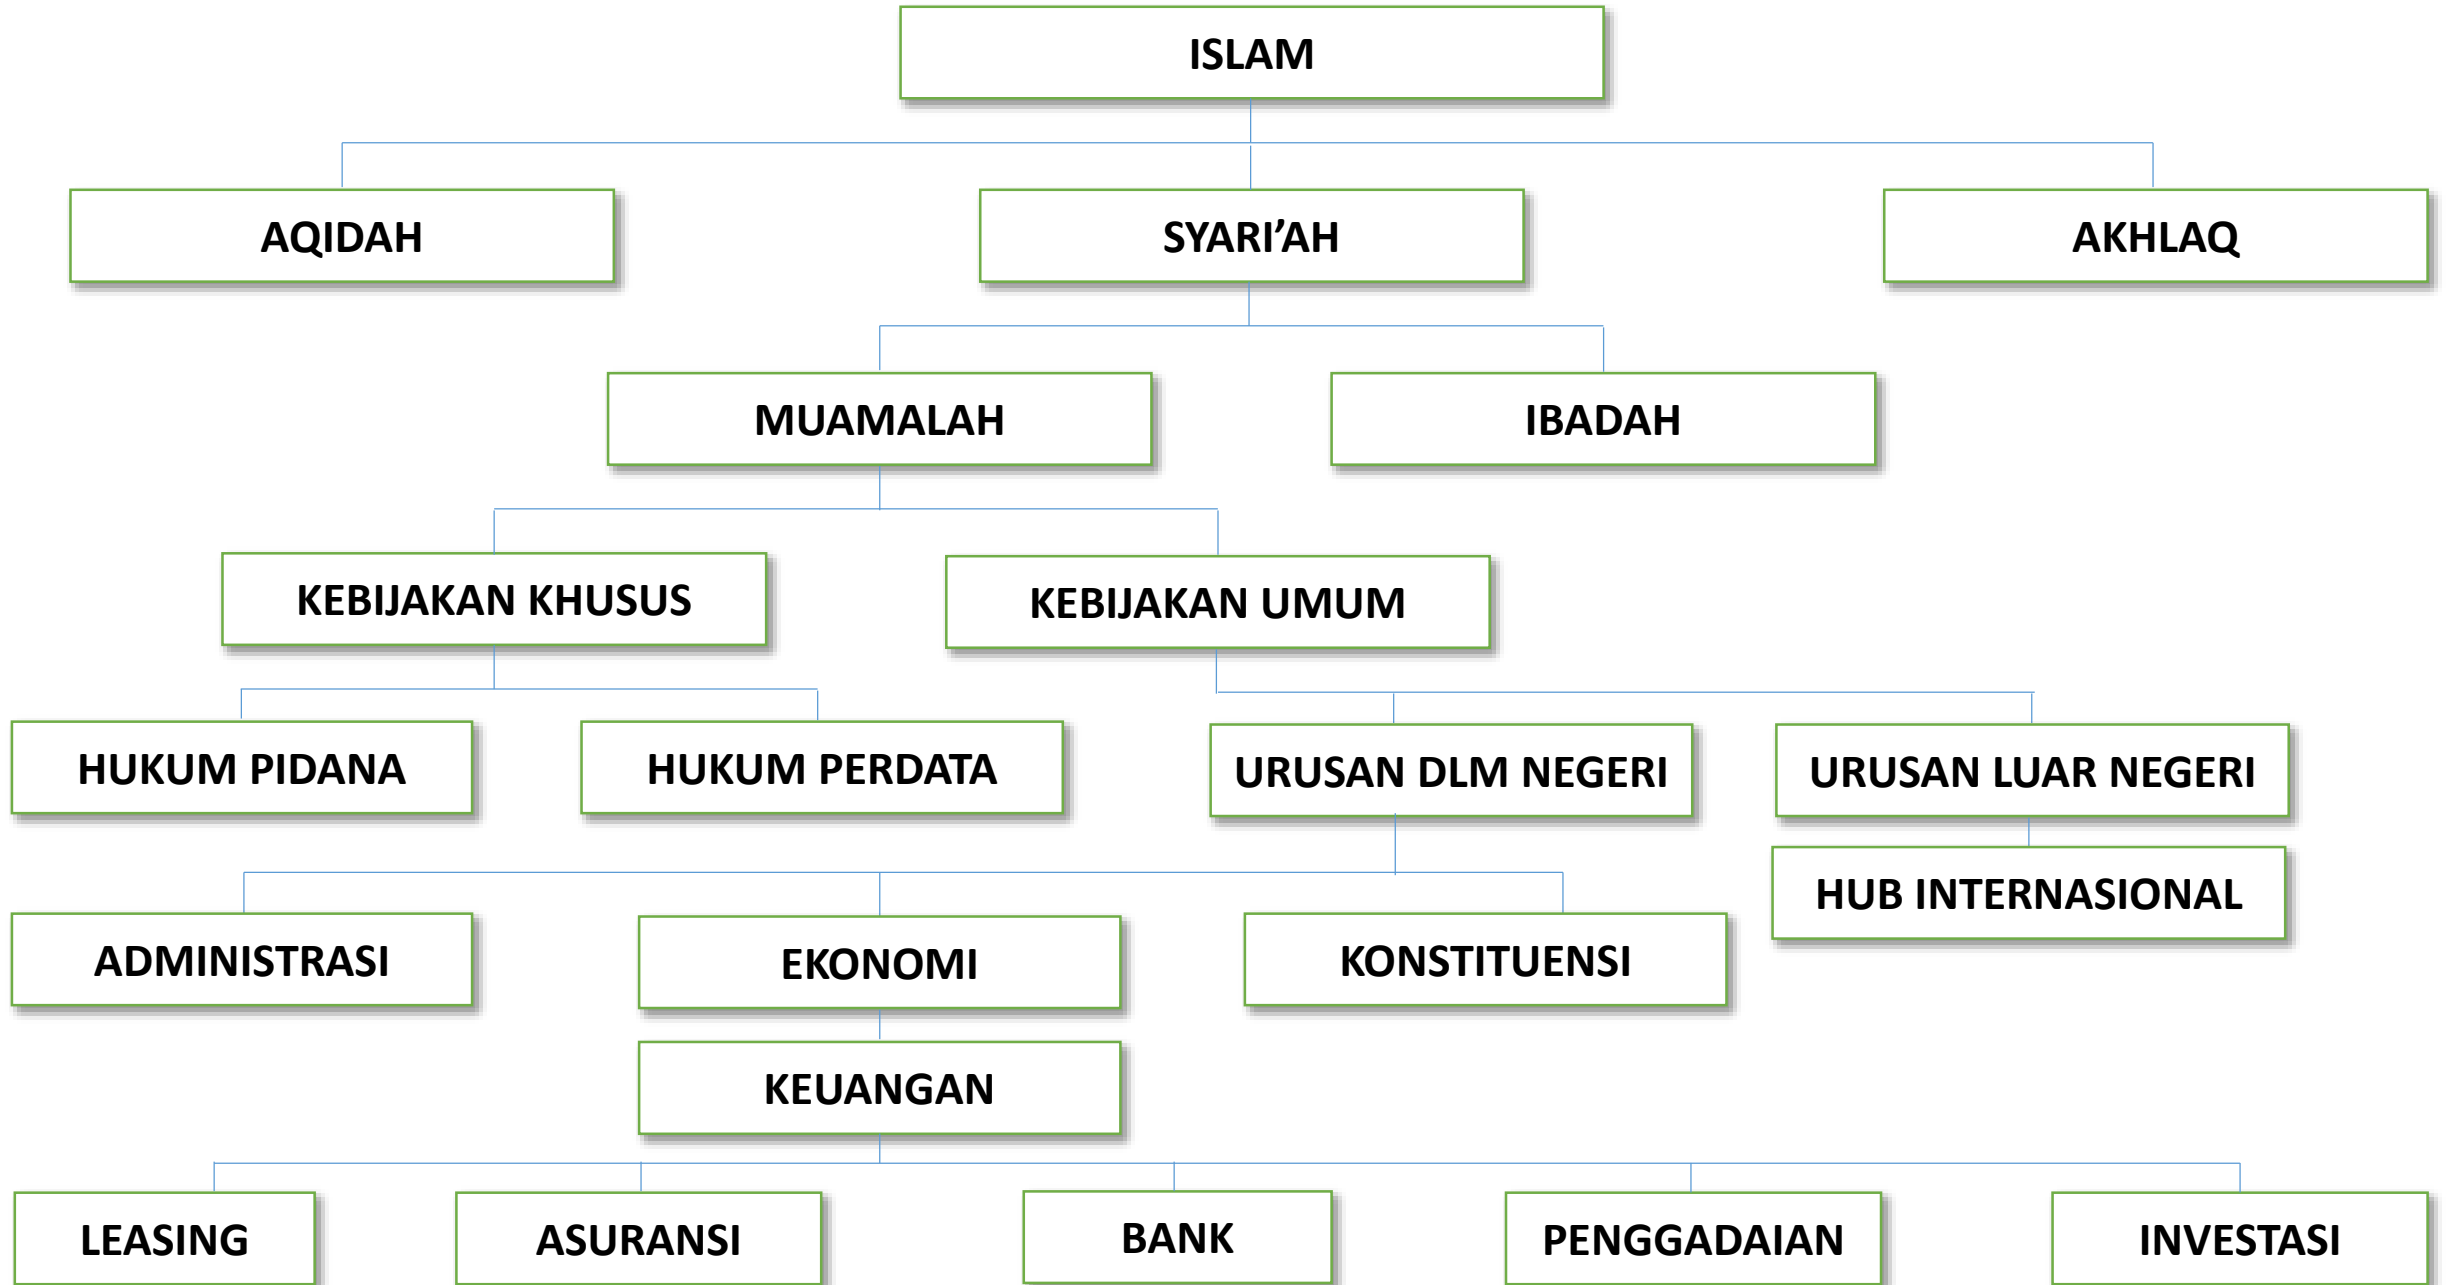 ISLAM
AQIDAH
SYARI’AH
AKHLAQ
MUAMALAH
IBADAH
KEBIJAKAN KHUSUS
KEBIJAKAN UMUM
HUKUM PIDANA
HUKUM PERDATA
URUSAN DLM NEGERI
URUSAN LUAR NEGERI
HUB INTERNASIONAL
ADMINISTRASI
EKONOMI
KONSTITUENSI
KEUANGAN
LEASING
ASURANSI
BANK
PENGGADAIAN
INVESTASI